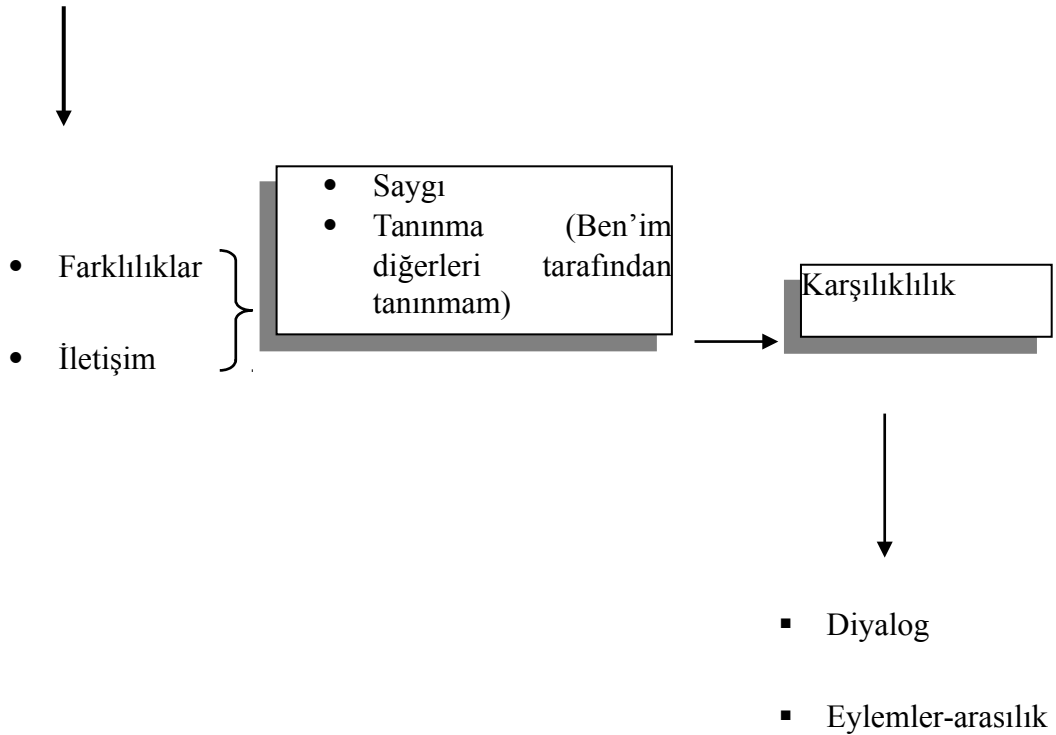 • Farklılıklar
• İletişim
• Saygı
• Tanınma (Ben’im
diğerleri tarafından
tanınmam)
Karşılıklılık
▪ Diyalog
▪ Eylemler-arasılık